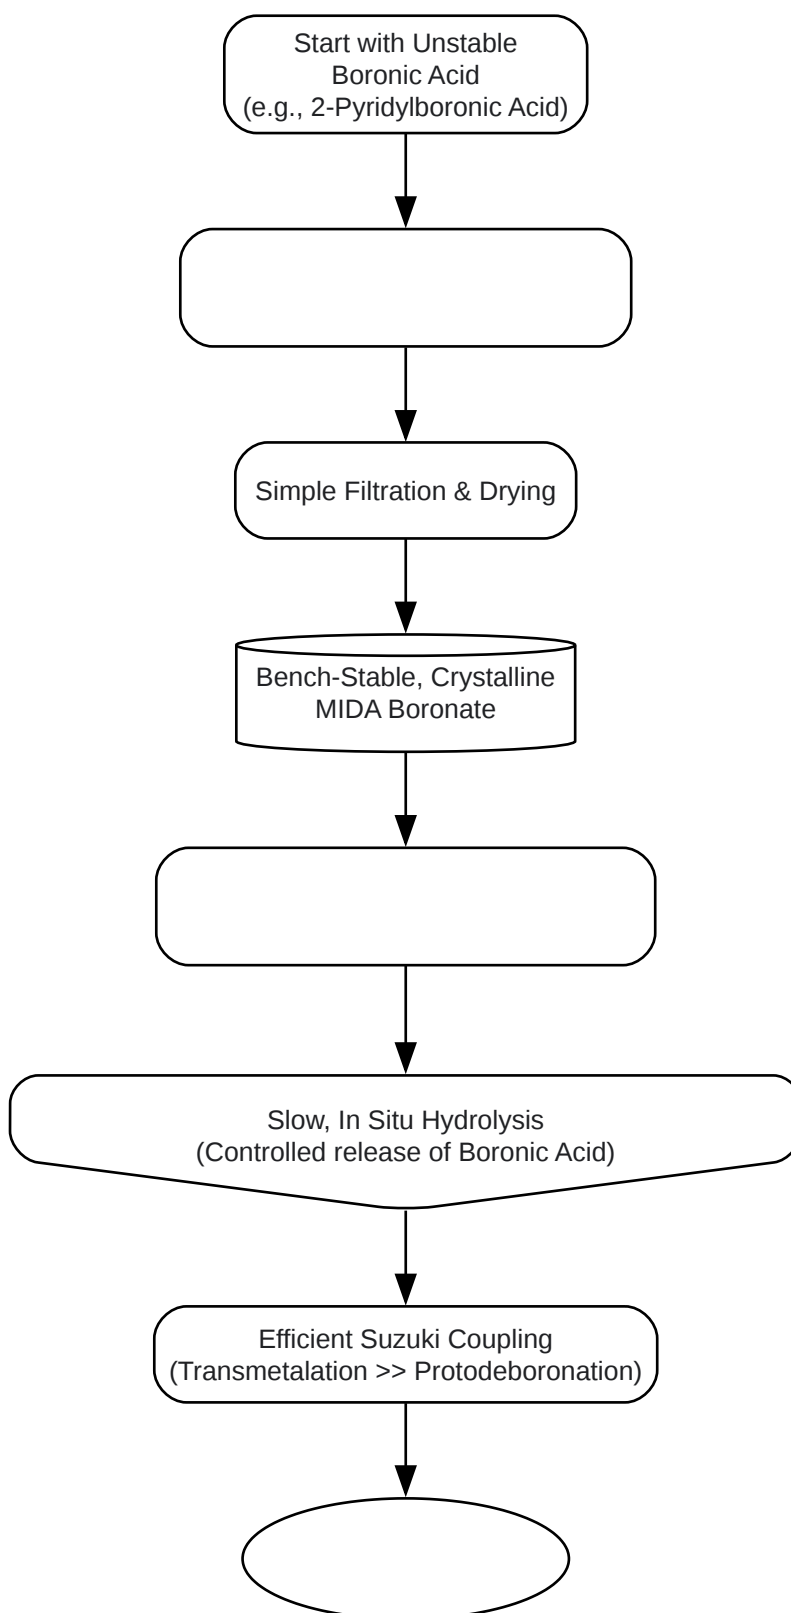 Start with Unstable
Boronic Acid
(e.g., 2-Pyridylboronic Acid)
Simple Filtration & Drying
Bench-Stable, Crystalline
MIDA Boronate
Slow, In Situ Hydrolysis
(Controlled release of Boronic Acid)
Efficient Suzuki Coupling
(Transmetalation >> Protodeboronation)